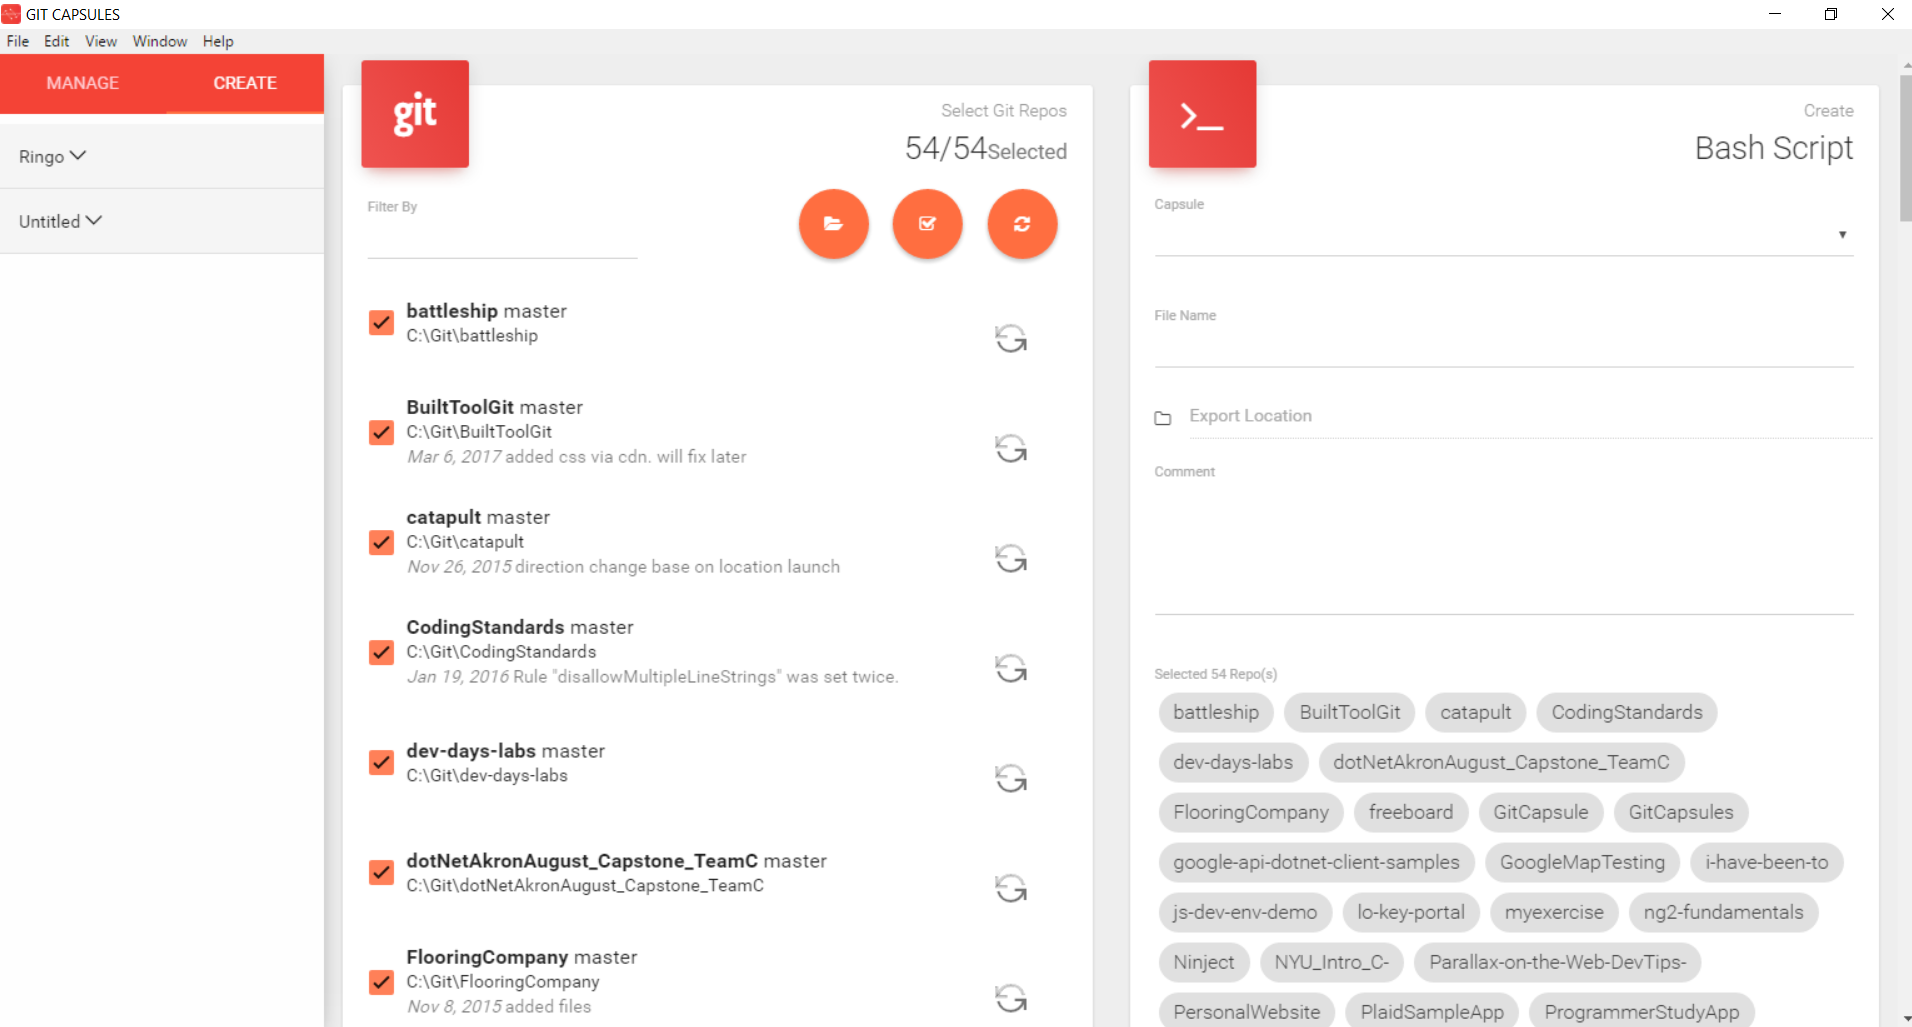 GIT CAPSULES
File Edit View Window Help
MANAGE CREATE
Ringo
Untitled
git
Select Git Repos
54/54Selected
Filter By
battleship master
C:\Git\battleship
BuiltToolGit master
C:\Git\BuiltToolGit
Mar 6, 2017 added css via cdn. will fix later
catapult master
C:\Git\catapult
Nov 26, 2015 direction change base on location launch
CodingStandards master
C:\Git\CodingStandards
Jan 19, 2016 Rule "disallowMultipleLineStrings" was set twice.
dev-days-labs master
C:\Git\dev-days-labs
dotNetAkronAugust_Capstone_TeamC master
C:\Git\dotNetAkronAugust_Capstone_TeamC
FlooringCompany master
C:\Git\FlooringCompany
Nov 8, 2015 added files
Create
Bash Script
Capsule
File Name
Export Location
Comment
Selected 54 Repo(s)
battleship BuiltToolGit catapult CodingStandards
dev-days-labs dotNetAkronAugust_Capstone_TeamC
FlooringCompany freeboard GitCapsule GitCapsules
google-api-dotnet-client-samples GoogleMapTesting i-have-been-to
js-dev-env-demo lo-key-portal myexercise ng2-fundamentals
Ninject NYU_Intro_C- Parallax-on-the-Web-DevTips-
PersonalWebsite PlaidSampleApp ProgrammerStudyApp